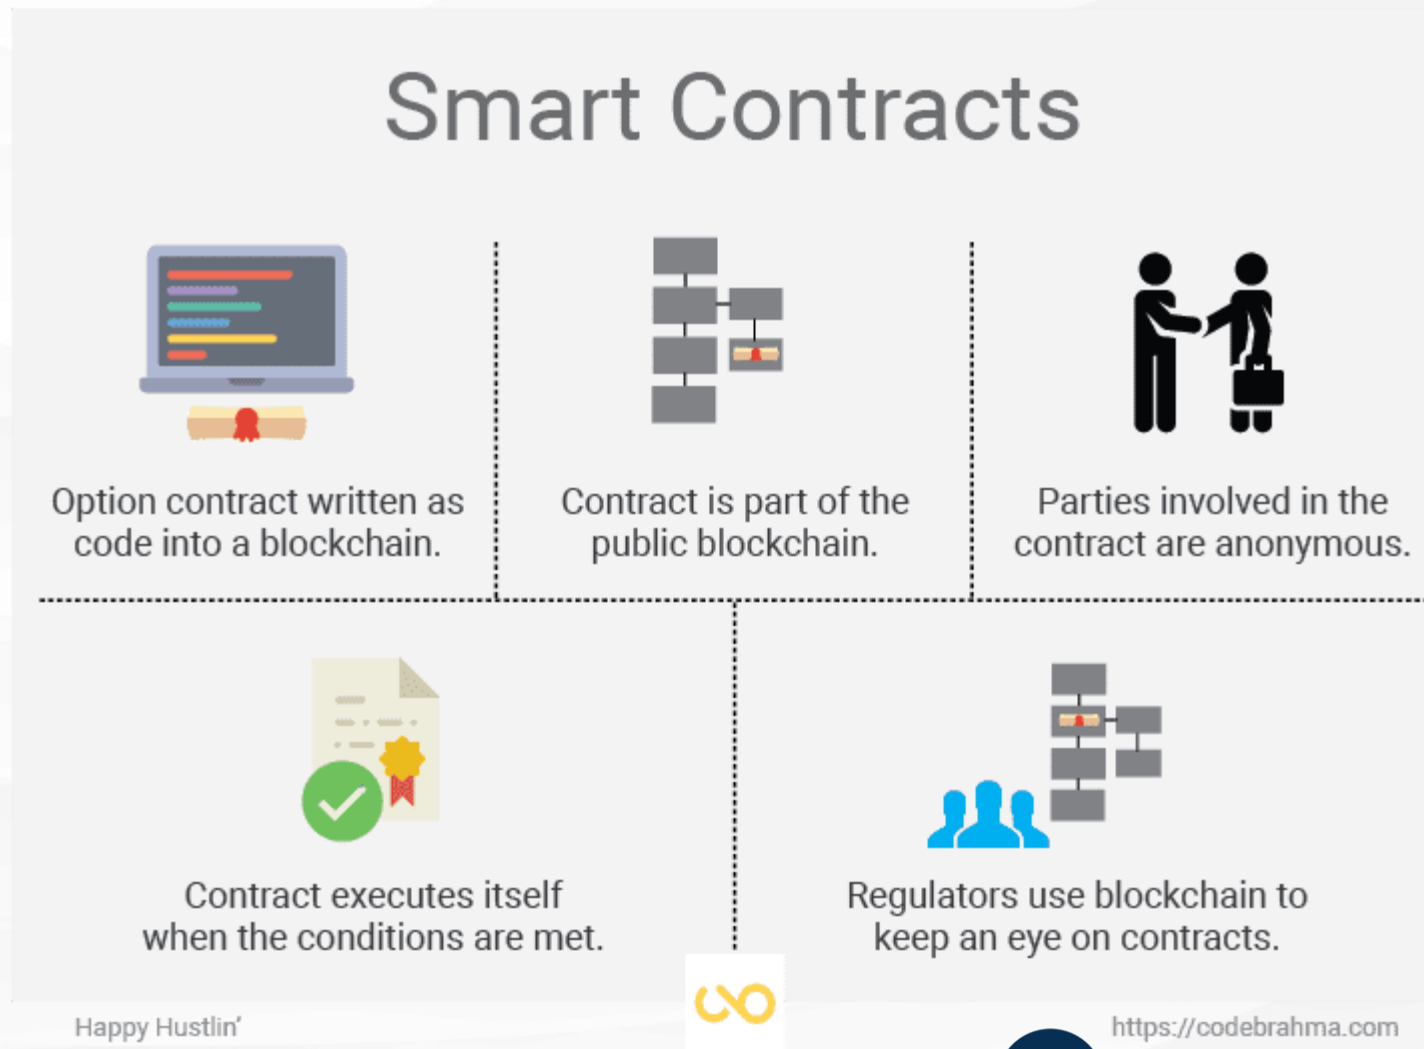 Smart Contracts
Option contract written as
code into a blockchain.
Contract is part of the
public blockchain.
Parties involved in the
contract are anonymous.
Contract executes itself
when the conditions are met.
Regulators use blockchain to
keep an eye on contracts.
Happy Hustlin’
https://codebrahma.com